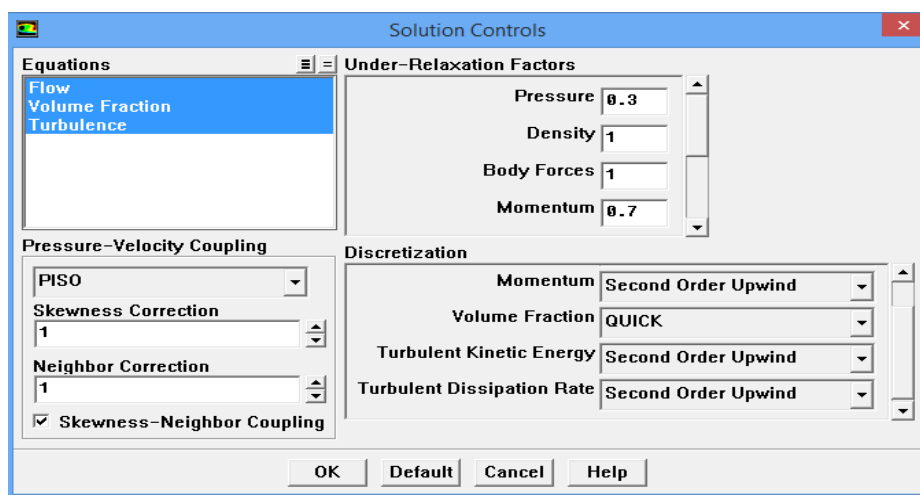 Solution Controls
Equations
Flow
Volume Fraction
Turbulence
Under-Relaxation Factors
Pressure 0.3
Density 1
Body Forces 1
Momentum 0.7
Pressure-Velocity Coupling
PISO
Skewness Correction
1
Neighbor Correction
1
Skewness-Neighbor Coupling
Discretization
Momentum Second Order Upwind
Volume Fraction QUICK
Turbulent Kinetic Energy Second Order Upwind
Turbulent Dissipation Rate Second Order Upwind
OK Default Cancel Help